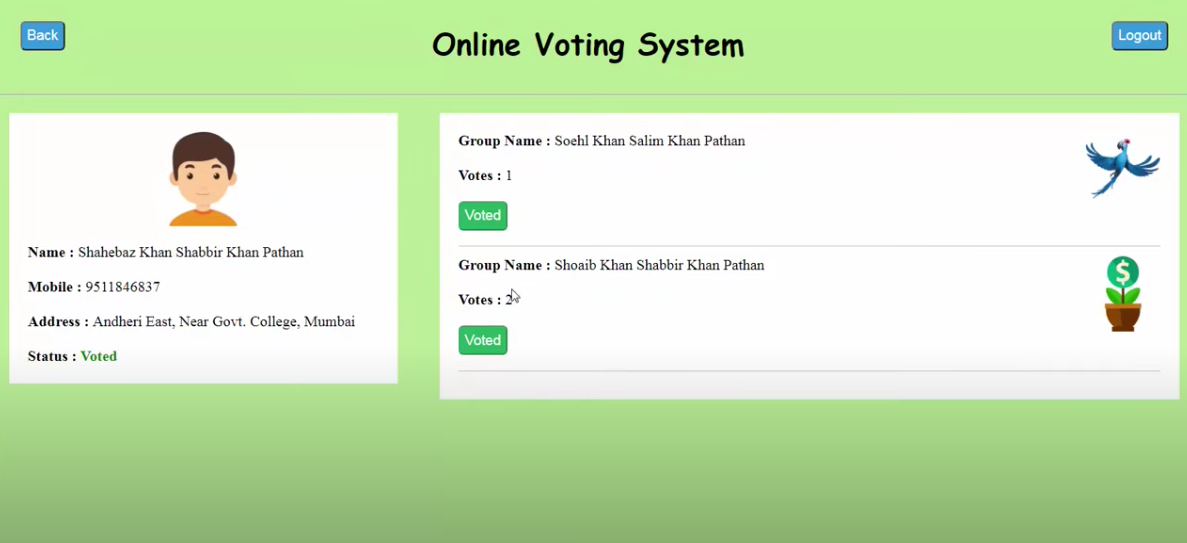 Back
Online Voting System
Logout
Name : Shahebaz Khan Shabbir Khan Pathan
Mobile : 9511846837
Address : Andheri East, Near Govt. College, Mumbai
Status : Voted
Group Name : Soehl Khan Salim Khan Pathan
Votes : 1
Voted
Group Name : Shoaib Khan Shabbir Khan Pathan
Votes : 2
Voted
$